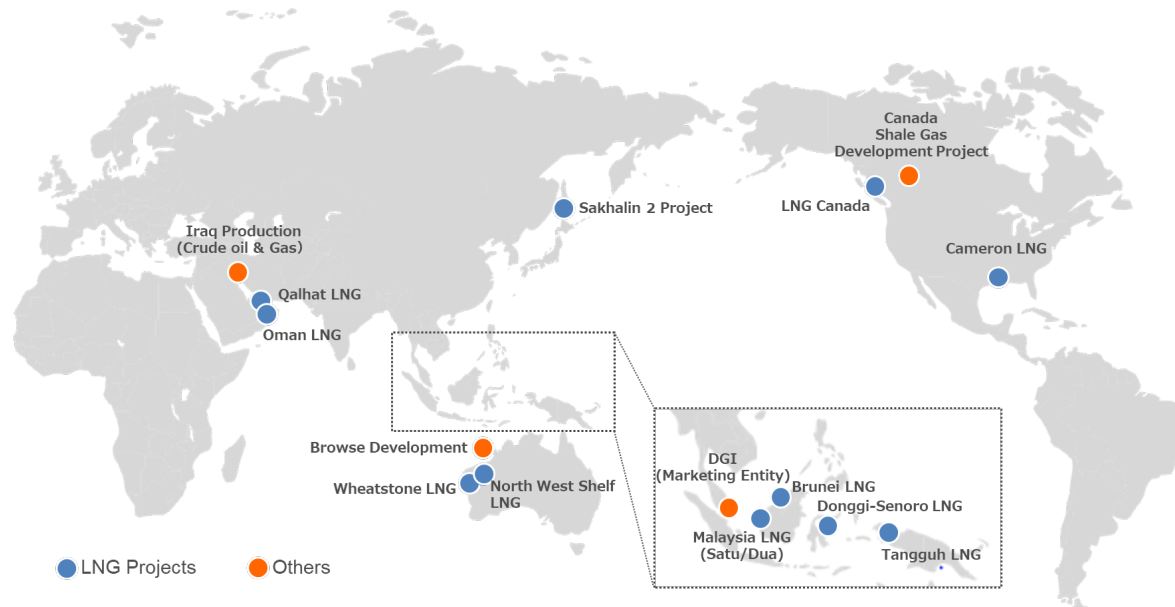 Canada
Shale Gas
Development Project
LNG Canada
Sakhalin 2 Project
Iraq Production
(Crude oil & Gas)
Cameron LNG
Qalhat LNG
Oman LNG
Browse Development
Wheatstone LNG
North West Shelf
LNG
DGI
(Marketing Entity)
Brunei LNG
Donggi-Senoro LNG
Malaysia LNG
(Satu/Dua)
Tangguh LNG
LNG Projects
Others